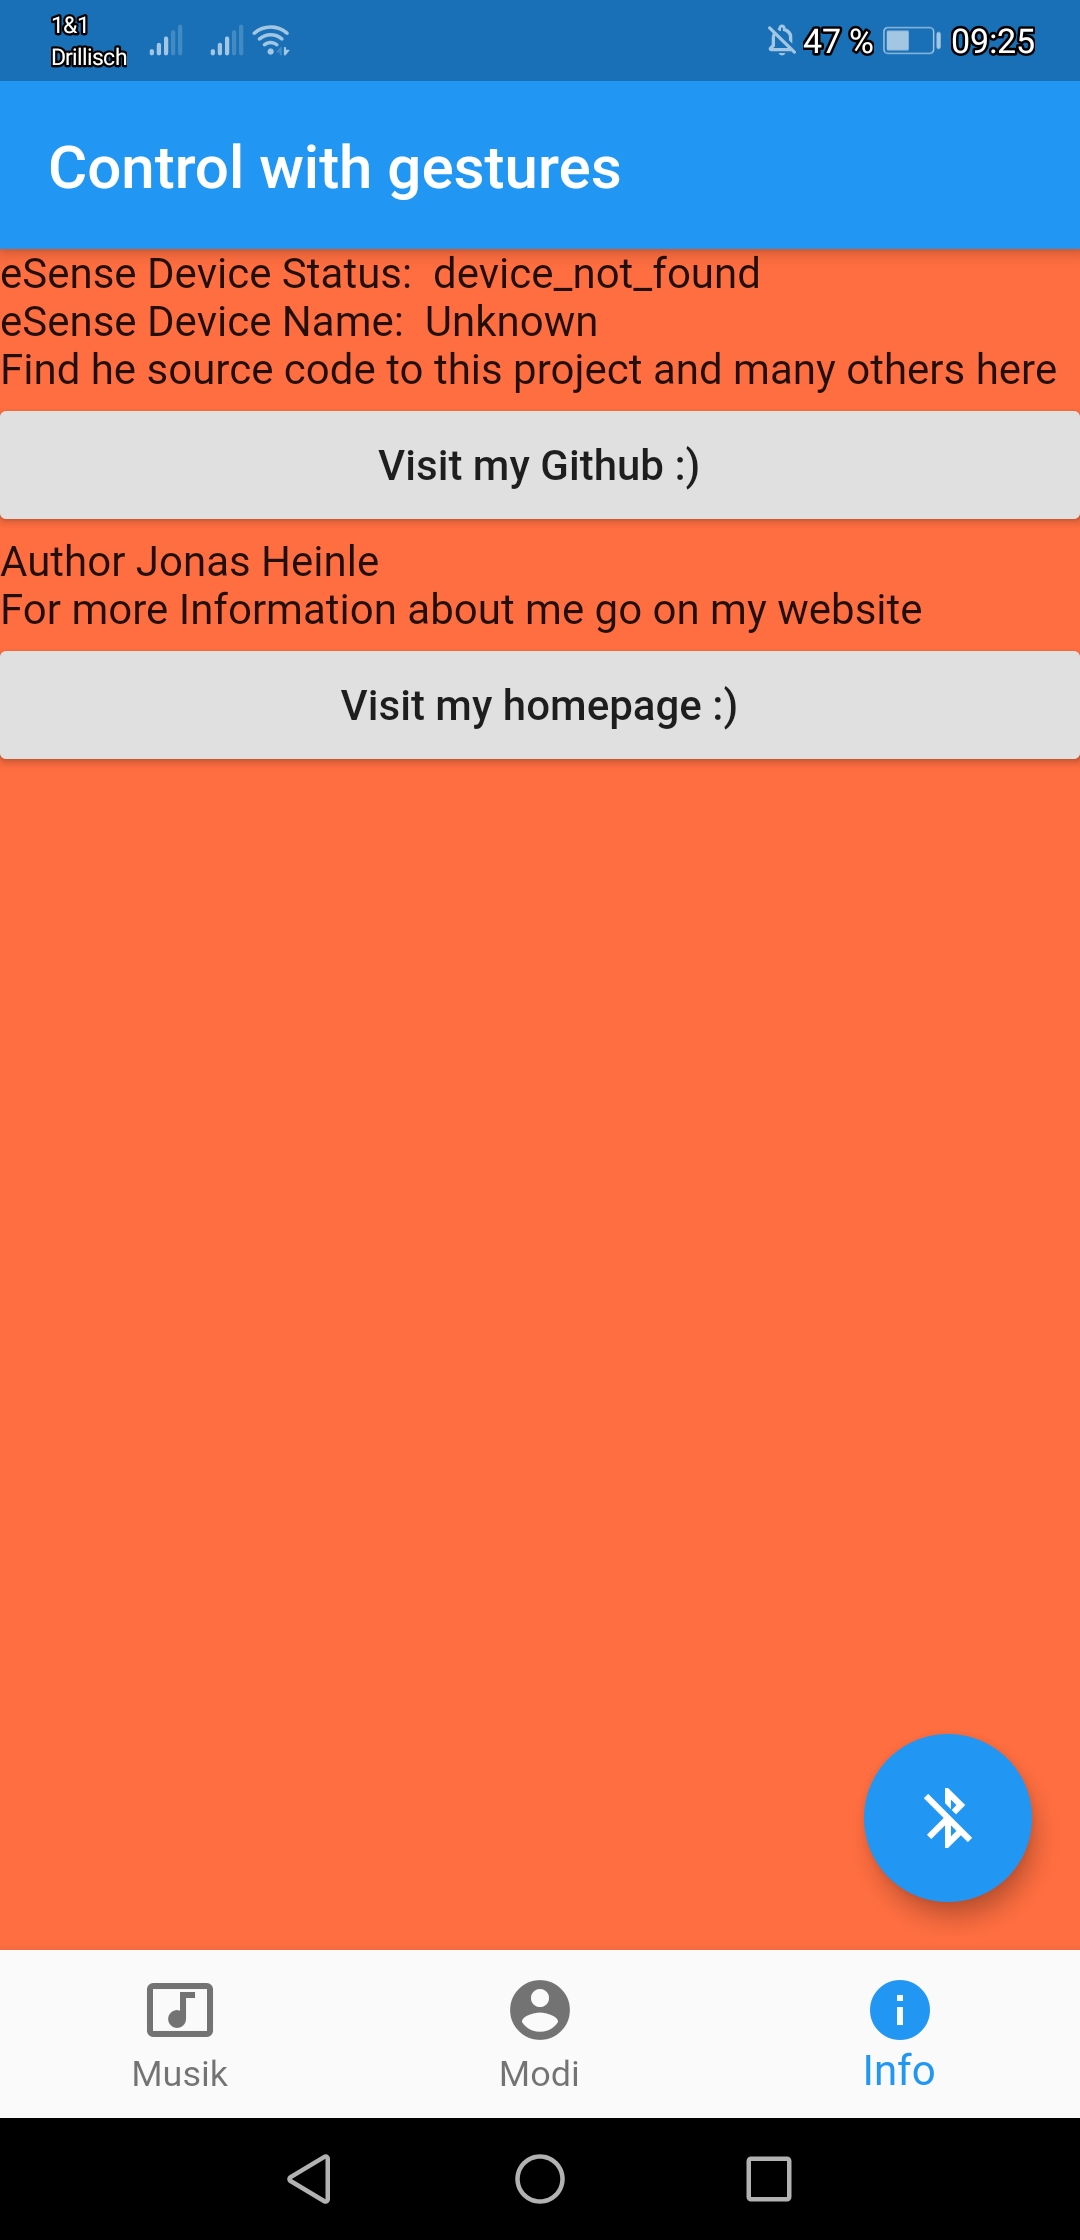 1&1
Drillisch
47 %
09:25
Control with gestures
eSense Device Status:  device_not_found
eSense Device Name:  Unknown
Find he source code to this project and many others here
Visit my Github :)
Author Jonas Heinle
For more Information about me go on my website
Visit my homepage :)
Musik
Modi
Info